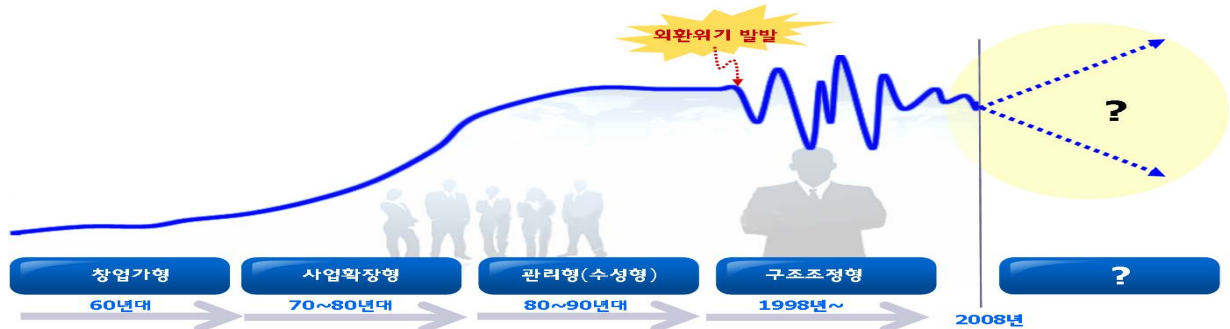 외환위기 발발
?
창업가형
사업확장형
관리형(수성형)
구조조정형
?
60년대
70~80년대
80~90년대
1998년~
2008년